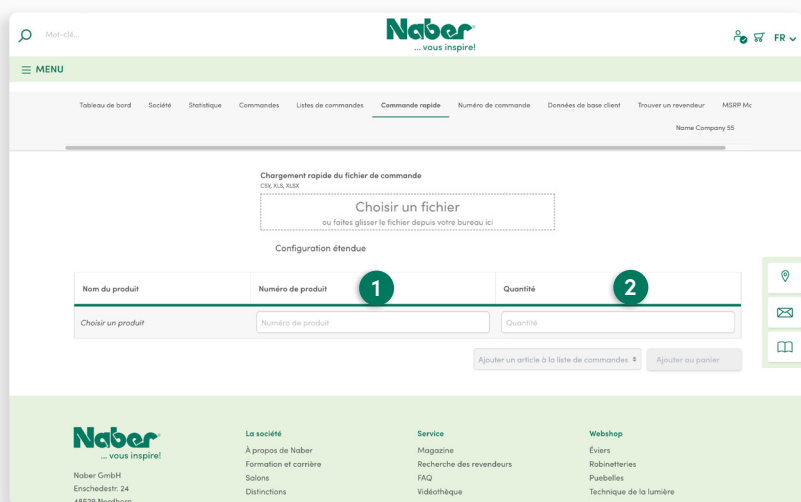 Mot-clé...
Naber
... vous inspire!
FR
MENU
Tableau de bord Société Statistique Commandes Listes de commandes Commande rapide Numéro de commande Données de base client Trouver un revendeur MSRP Mo
Name Company 55
Chargement rapide du fichier de commande
CSV, XLS, XLSX
Choisir un fichier
ou faites glisser le fichier depuis votre bureau ici
Configuration étendue
Nom du produit Numéro de produit 1 Quantité 2
Choisir un produit Numéro de produit Quantité
Ajouter un article à la liste de commandes Ajouter au panier
Naber
... vous inspire!
Naber GmbH
Enschedestr. 24
48529 Nordhorn
La société
À propos de Naber
Formation et carrière
Salons
Distinctions
Service
Magazine
Recherche des revendeurs
FAQ
Vidéothèque
Webshop
Éviers
Robinetteries
Puebelles
Technique de la lumière